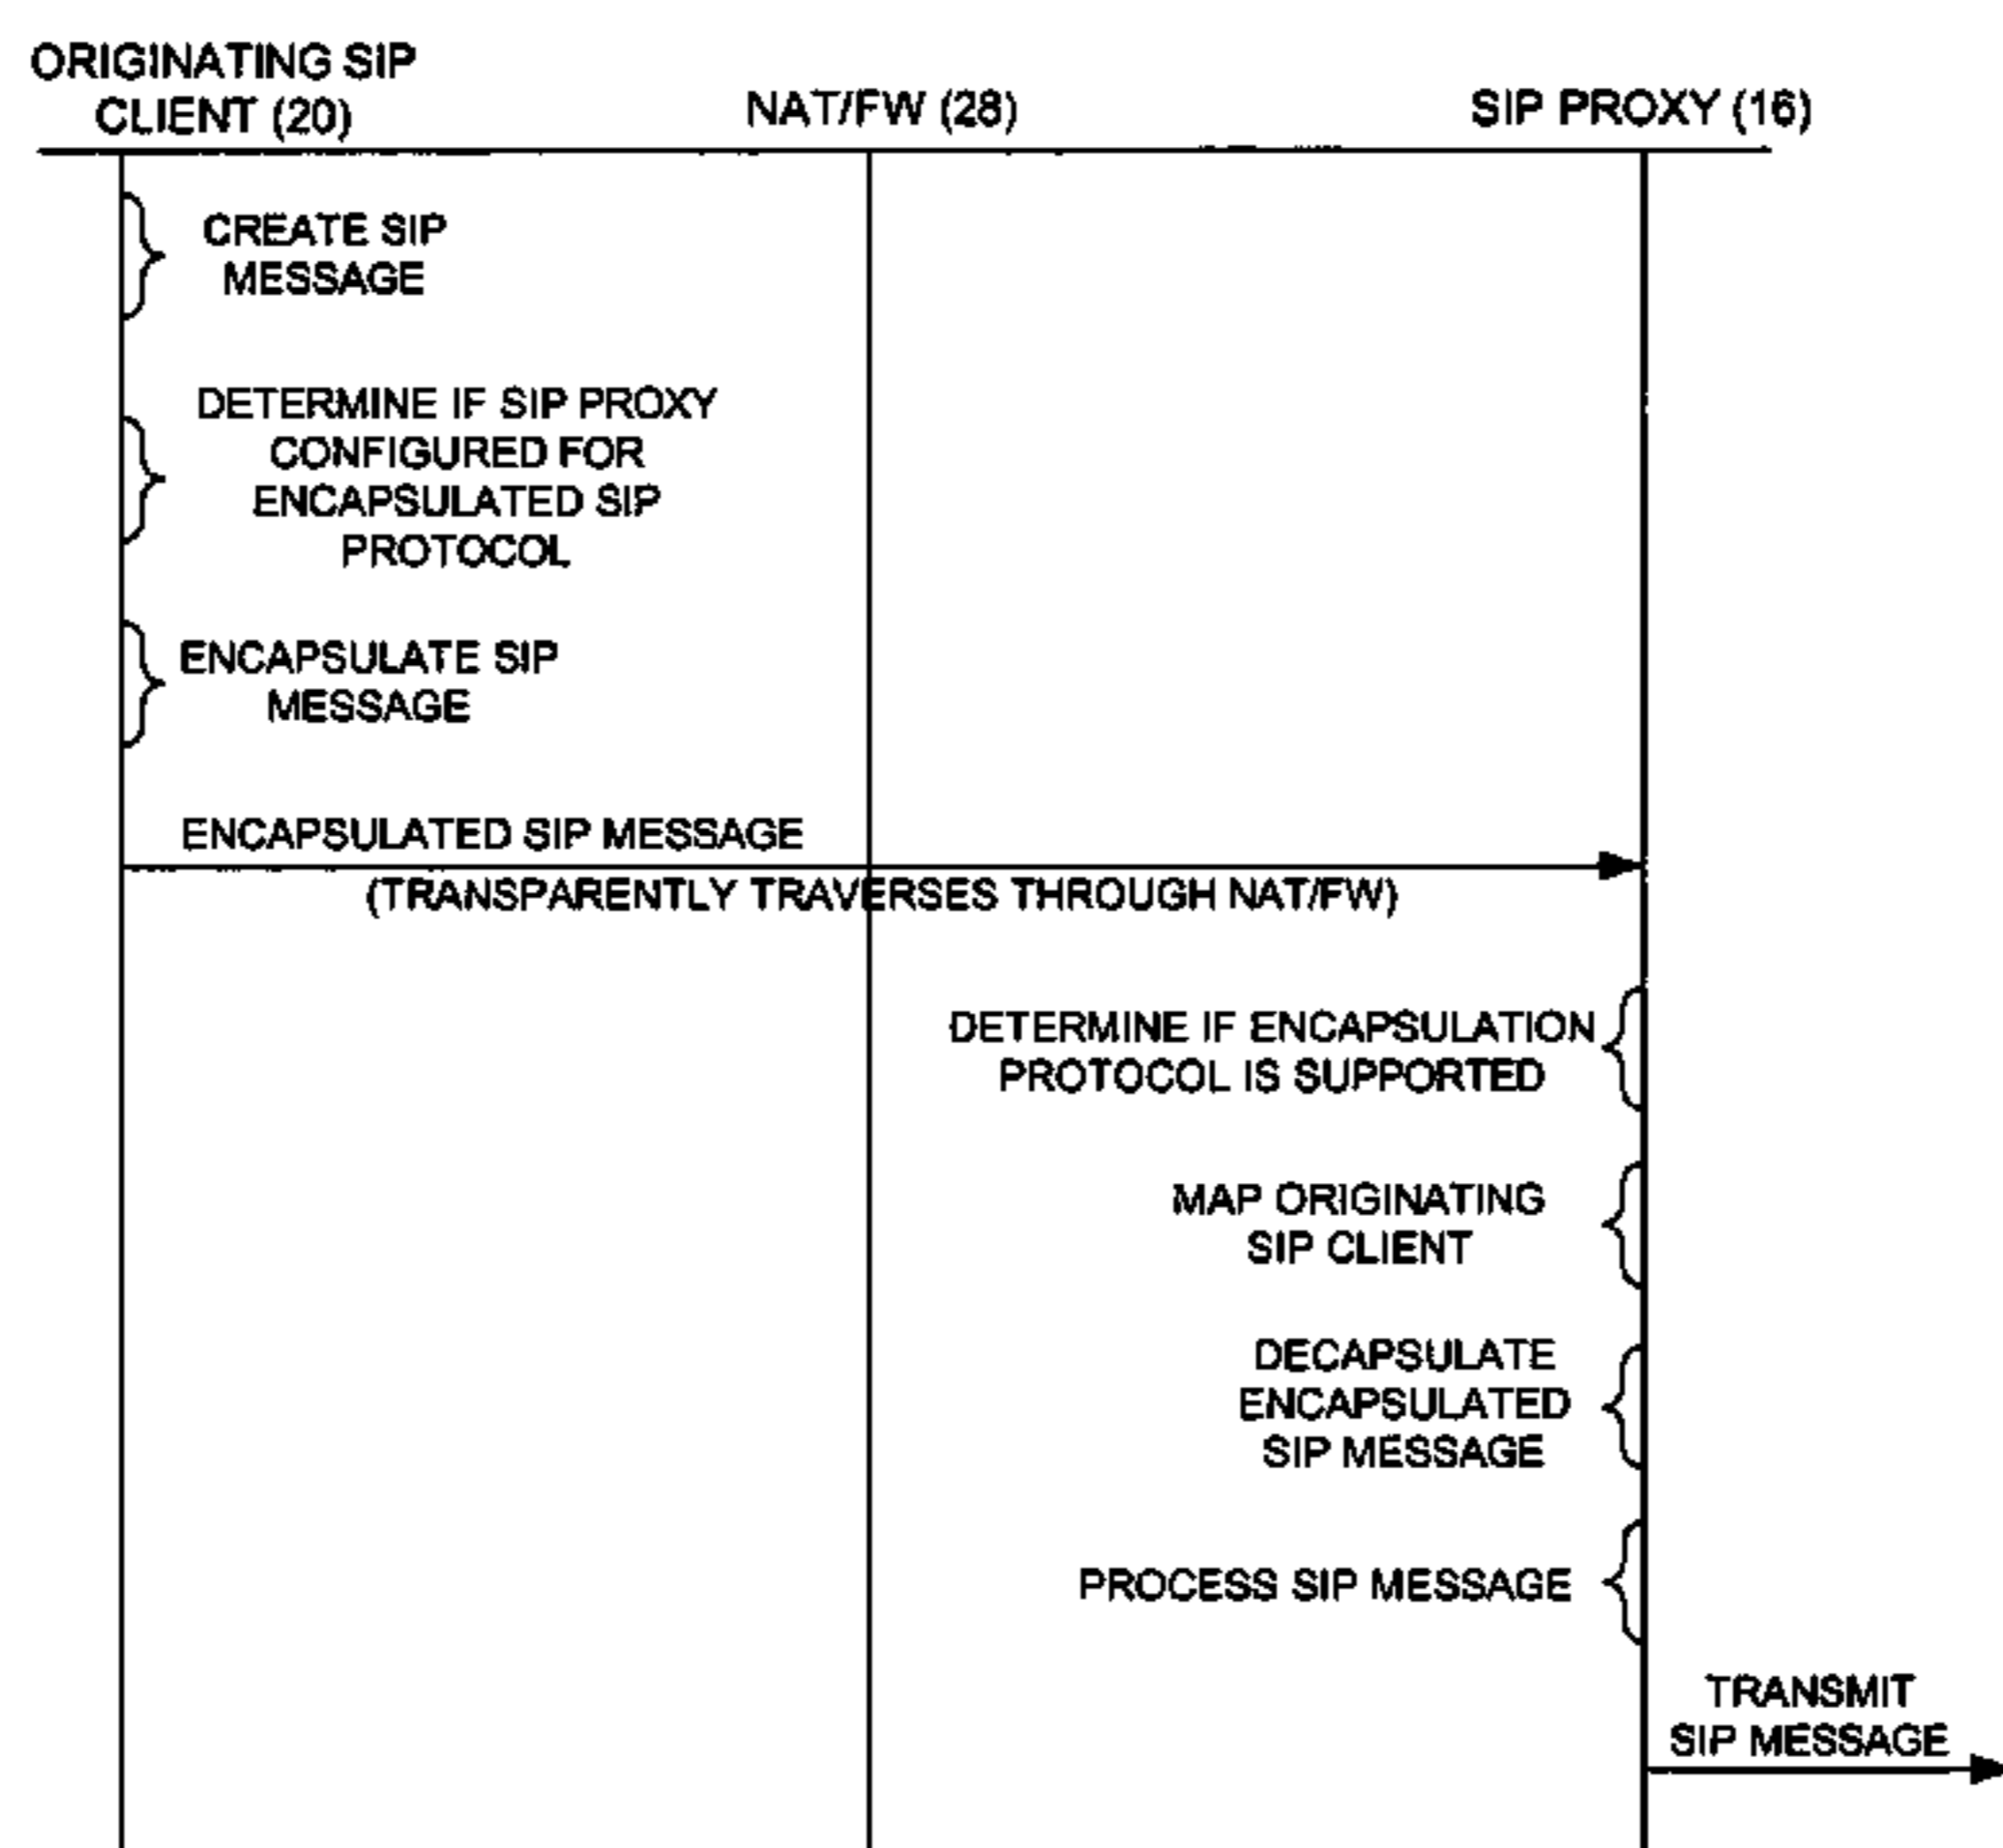 ORIGINATING SIP
CLIENT (20)
NAT/FW (28)
SIP PROXY (16)
CREATE SIP
MESSAGE
DETERMINE IF SIP PROXY
CONFIGURED FOR
ENCAPSULATED SIP
PROTOCOL
ENCAPSULATE SIP
MESSAGE
ENCAPSULATED SIP MESSAGE
(TRANSPARENTLY TRAVERSES THROUGH NAT/FW)
DETERMINE IF ENCAPSULATION
PROTOCOL IS SUPPORTED
MAP ORIGINATING
SIP CLIENT
DECAPSULATE
ENCAPSULATED
SIP MESSAGE
PROCESS SIP MESSAGE
TRANSMIT
SIP MESSAGE